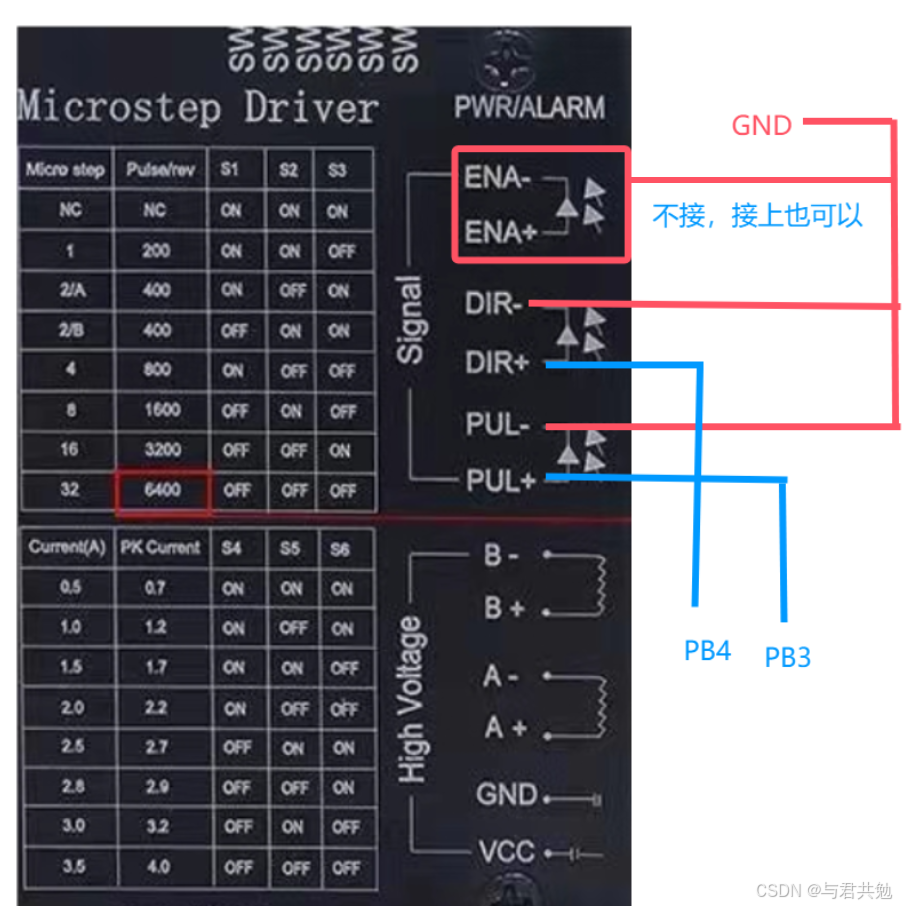 SW SW SW SW SW SW
Microstep Driver
PWR/ALARM
GND
Micro step Pulse/rev S1 S2 S3
NC NC ON ON ON
1 200 ON ON OFF
2/A 400 ON OFF ON
2/B 400 OFF ON ON
4 800 ON OFF OFF
8 1600 OFF ON OFF
16 3200 OFF OFF ON
32 6400 OFF OFF OFF
Signal
ENA-
ENA+
不接，接上也可以
DIR-
DIR+
PUL-
PUL+
Current(A) PK Current S4 S5 S6
0.5 0.7 ON ON ON
1.0 1.2 ON OFF ON
1.5 1.7 ON ON OFF
2.0 2.2 ON OFF OFF
2.5 2.7 OFF ON ON
2.8 2.9 OFF OFF ON
3.0 3.2 OFF ON OFF
3.5 4.0 OFF OFF OFF
High Voltage
B -
B +
A -
A +
GND
VCC
PB4
PB3
CSDN @与君共勉